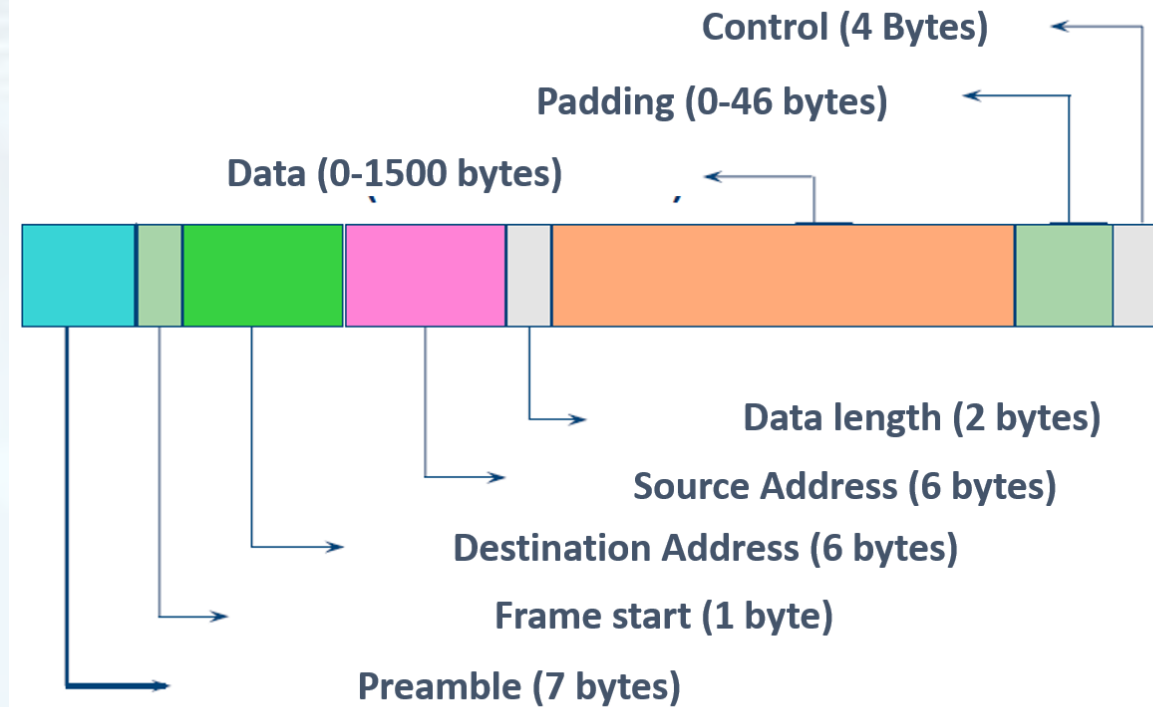 Control (4 Bytes)
Padding (0-46 bytes)
Data (0-1500 bytes)
Data length (2 bytes)
Source Address (6 bytes)
Destination Address (6 bytes)
Frame start (1 byte)
Preamble (7 bytes)